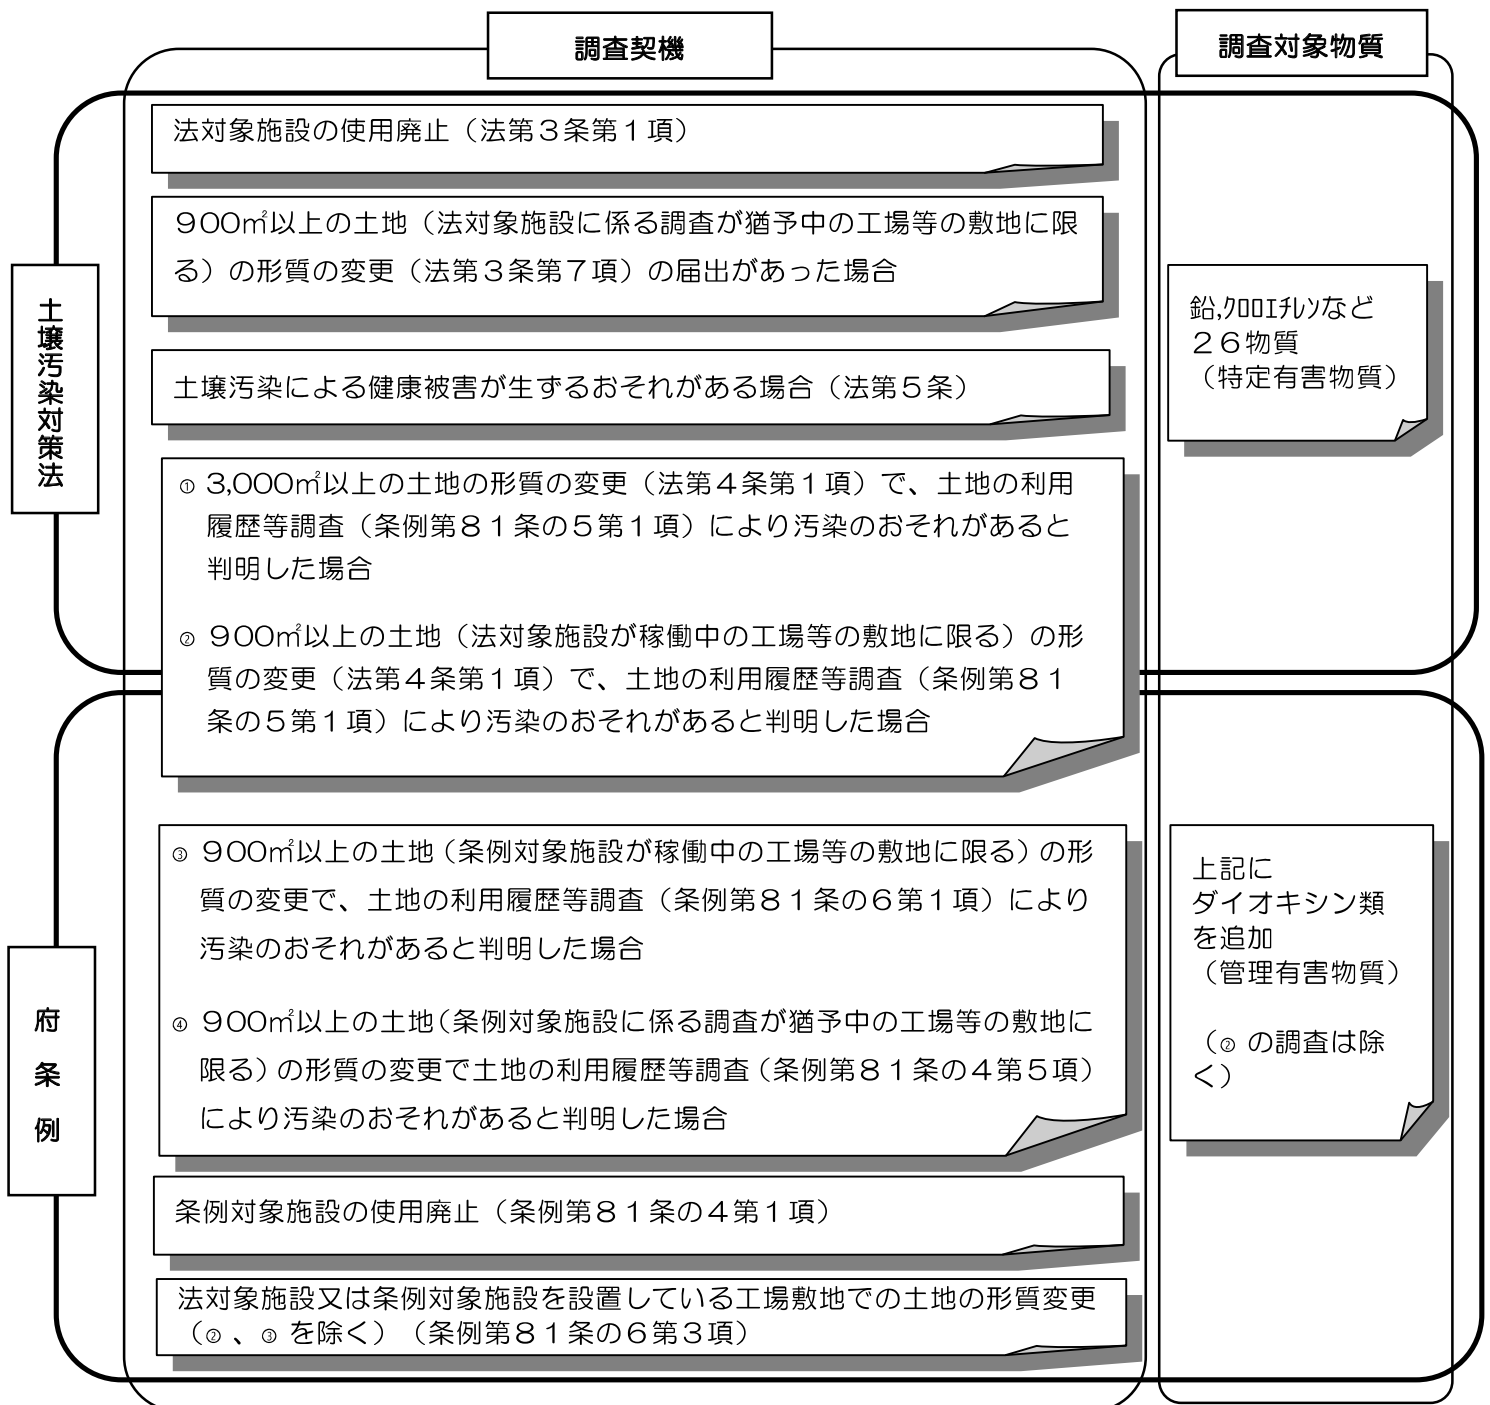 調査契機
調査対象物質
土壌汚染対策法
法対象施設の使用廃止（法第３条第１項）
９００㎡以上の土地（法対象施設に係る調査が猶予中の工場等の敷地に限
る）の形質の変更（法第３条第７項）の届出があった場合
土壌汚染による健康被害が生ずるおそれがある場合（法第５条）
① 3,000㎡以上の土地の形質の変更（法第４条第１項）で、土地の利用
履歴等調査（条例第８１条の５第１項）により汚染のおそれがあると
判明した場合
② ９００㎡以上の土地（法対象施設が稼働中の工場等の敷地に限る）の形
質の変更（法第４条第１項）で、土地の利用履歴等調査（条例第８１
条の５第１項）により汚染のおそれがあると判明した場合
鉛,ｸﾛﾛｴﾁﾚﾝなど
２６物質
（特定有害物質）
府条例
③ ９００㎡以上の土地（条例対象施設が稼働中の工場等の敷地に限る）の形
質の変更で、土地の利用履歴等調査（条例第８１条の６第１項）により
汚染のおそれがあると判明した場合
④ ９００㎡以上の土地（条例対象施設に係る調査が猶予中の工場等の敷地に
限る）の形質の変更で土地の利用履歴等調査（条例第８１条の４第５項）
により汚染のおそれがあると判明した場合
条例対象施設の使用廃止（条例第８１条の４第１項）
法対象施設又は条例対象施設を設置している工場敷地での土地の形質変更
（②、③を除く）（条例第８１条の６第３項）
上記に
ダイオキシン類
を追加
（管理有害物質）
（②の調査は除
く）